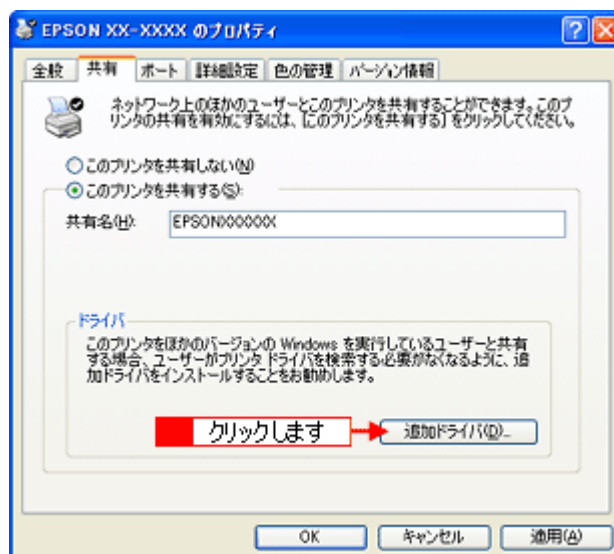 EPSON XX-XXXX のプロパティ
全般 共有 ポート 詳細設定 色の管理 バージョン情報
ネットワーク上のほかのユーザーとこのプリンタを共有することができます。このプ
リンタの共有を有効にするには、[このプリンタを共有する] をクリックしてください。
このプリンタを共有しない(N)
このプリンタを共有する(S):
共有名(H): EPSONXXXXXX
ドライバ
このプリンタをほかのバージョンの Windows を実行しているユーザーと共有
する場合、ユーザーがプリンタ ドライバを検索する必要がなくなるように、追
加ドライバをインストールすることをお勧めします。
クリックします 追加ドライバ(D)...
OK キャンセル 適用(A)